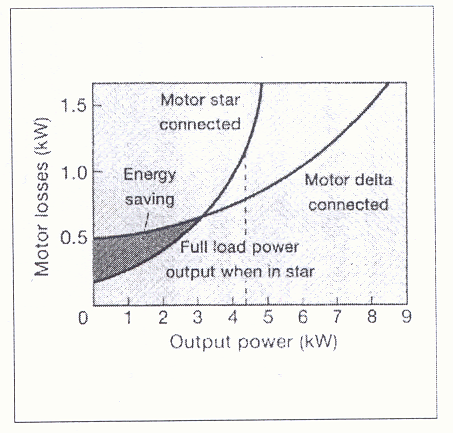 Motor losses (kW)
1.5
1.0
0.5
0
Motor star
connected
Energy
saving
Motor delta
connected
Full load power
output when in star
1 2 3 4 5 6 7 8 9
Output power (kW)